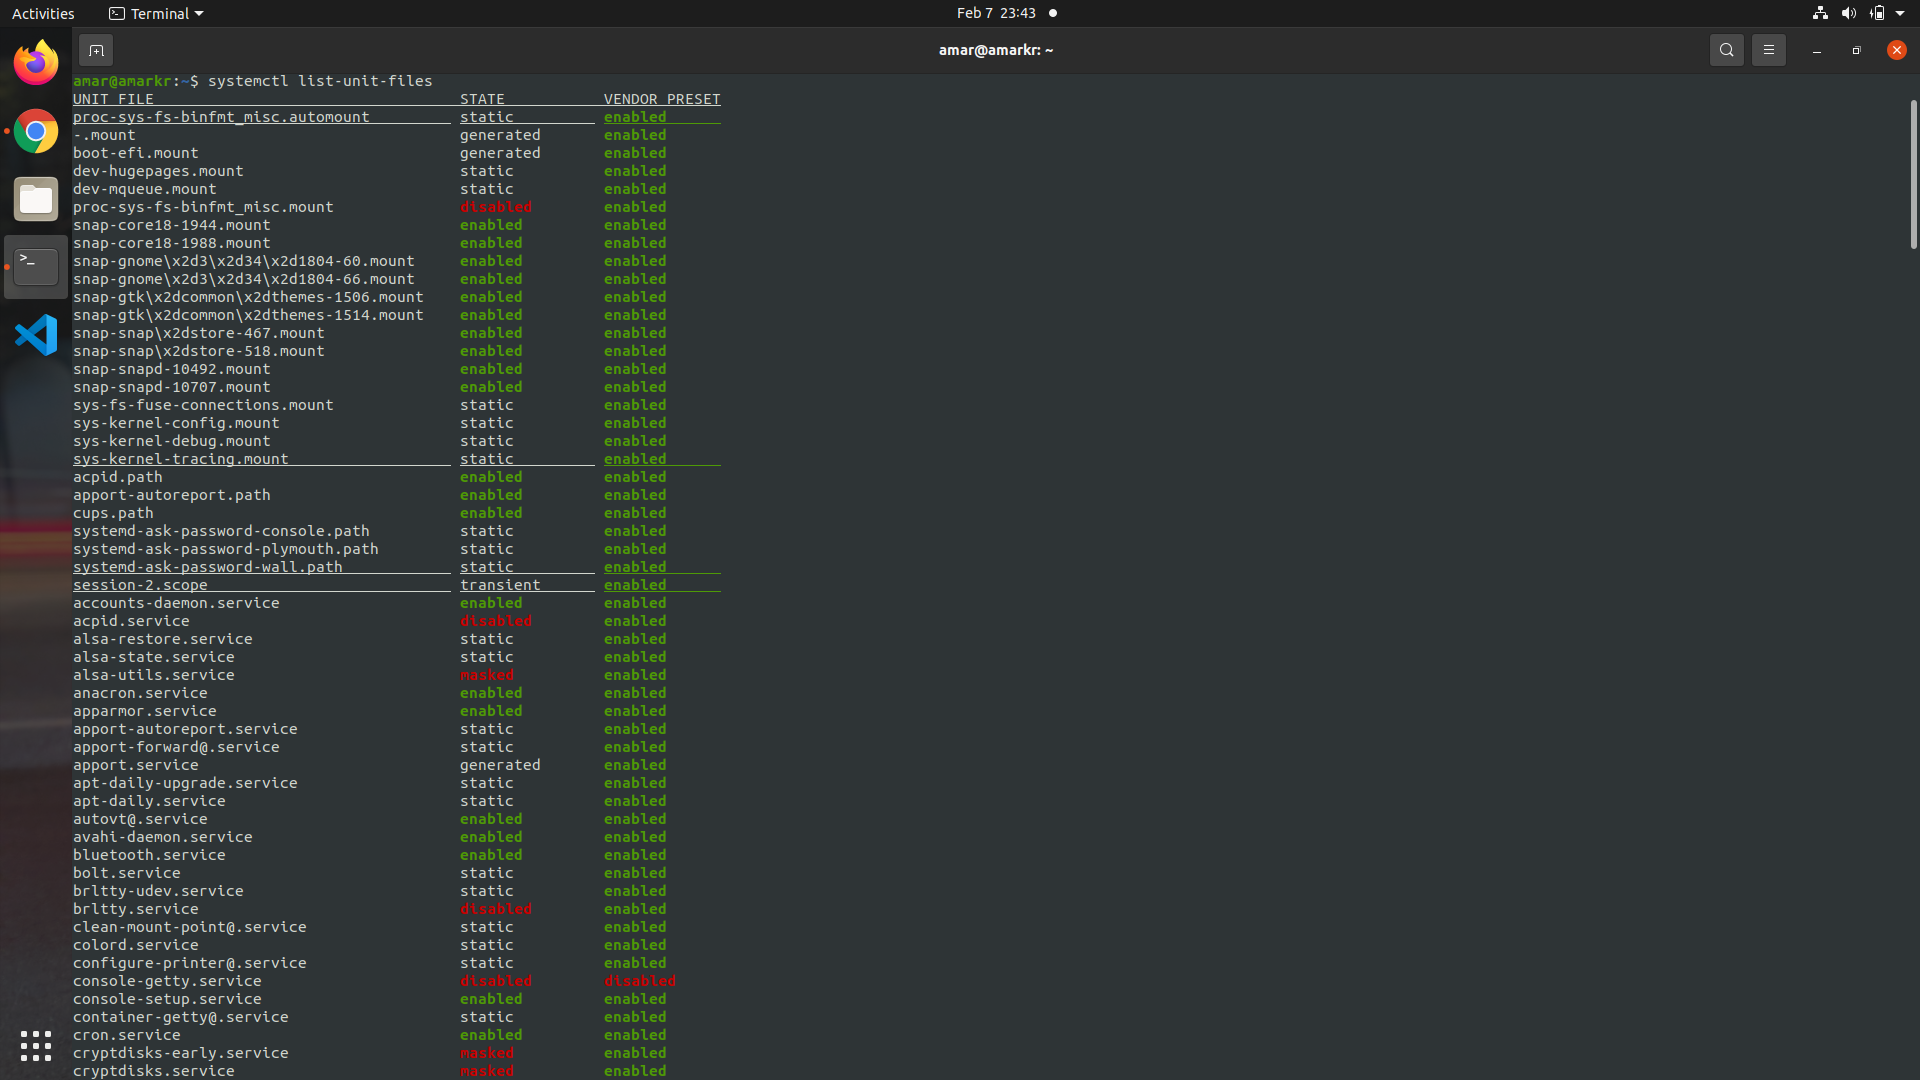 Activities Terminal Feb 7 23:43
amar@amarkr: ~
amar@amarkr:~$ systemctl list-unit-files
UNIT FILE STATE VENDOR PRESET
proc-sys-fs-binfmt_misc.automount static enabled
-.mount generated enabled
boot-efi.mount generated enabled
dev-hugepages.mount static enabled
dev-mqueue.mount static enabled
proc-sys-fs-binfmt_misc.mount disabled enabled
snap-core18-1944.mount enabled enabled
snap-core18-1988.mount enabled enabled
snap-gnome\x2d3\x2d34\x2d1804-60.mount enabled enabled
snap-gnome\x2d3\x2d34\x2d1804-66.mount enabled enabled
snap-gtk\x2dcommon\x2dthemes-1506.mount enabled enabled
snap-gtk\x2dcommon\x2dthemes-1514.mount enabled enabled
snap-snap\x2dstore-467.mount enabled enabled
snap-snap\x2dstore-518.mount enabled enabled
snap-snapd-10492.mount enabled enabled
snap-snapd-10707.mount enabled enabled
sys-fs-fuse-connections.mount static enabled
sys-kernel-config.mount static enabled
sys-kernel-debug.mount static enabled
sys-kernel-tracing.mount static enabled
acpid.path enabled enabled
apport-autoreport.path enabled enabled
cups.path enabled enabled
systemd-ask-password-console.path static enabled
systemd-ask-password-plymouth.path static enabled
systemd-ask-password-wall.path static enabled
session-2.scope transient enabled
accounts-daemon.service enabled enabled
acpid.service disabled enabled
alsa-restore.service static enabled
alsa-state.service static enabled
alsa-utils.service masked enabled
anacron.service enabled enabled
apparmor.service enabled enabled
apport-autoreport.service static enabled
apport-forward@.service static enabled
apport.service generated enabled
apt-daily-upgrade.service static enabled
apt-daily.service static enabled
autovt@.service enabled enabled
avahi-daemon.service enabled enabled
bluetooth.service enabled enabled
bolt.service static enabled
brltty-udev.service static enabled
brltty.service disabled enabled
clean-mount-point@.service static enabled
colord.service static enabled
configure-printer@.service static enabled
console-getty.service disabled disabled
console-setup.service enabled enabled
container-getty@.service static enabled
cron.service enabled enabled
cryptdisks-early.service masked enabled
cryptdisks.service masked enabled